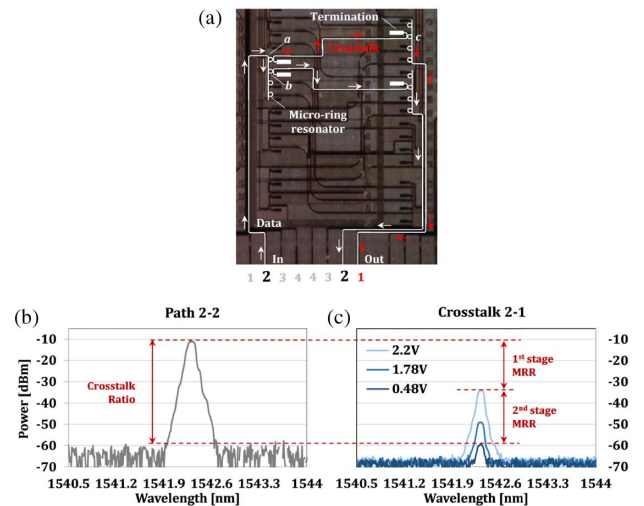 (a)
Termination
a
Crosstalk
c
b
Micro-ring
resonator
Data
In
Out
1 2 3 4 4 3 2 1
(b)
Path 2-2
(c)
Crosstalk 2-1
Power [dBm]
-10
-20
-30
-40
-50
-60
-70
Crosstalk
Ratio
1540.5 1541.2 1541.9 1542.6 1543.3 1544
Wavelength [nm]
2.2V
1.78V
0.48V
1st stage
MRR
2nd stage
MRR
-10
-20
-30
-40
-50
-60
-70
1540.5 1541.2 1541.9 1542.6 1543.3 1544
Wavelength [nm]